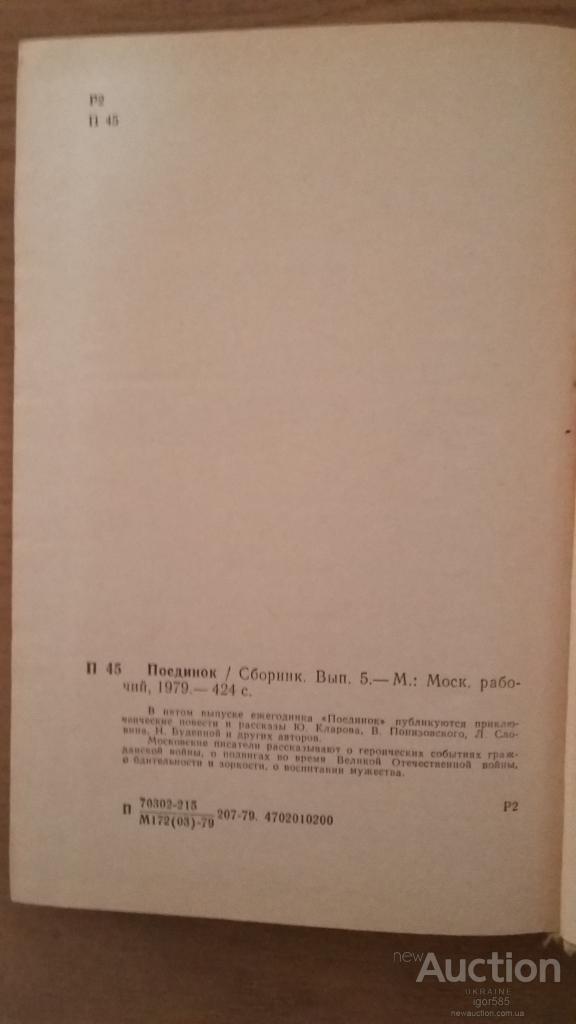 Р2
П 45
П 45 Поединок / Сборник. Вып. 5.— М.: Моск. рабо-
чий, 1979.— 424 с.
В пятом выпуске ежегодника «Поединок» публикуются приклю-
ченческие повести и рассказы Ю. Кларова, В. Понизовского, Л. Сло-
вина, Н. Буденной и других авторов.
Московские писатели рассказывают о героических событиях граж-
данской войны, о подвигах во время Великой Отечественной войны,
о бдительности и зоркости, о воспитании мужества.
70302-215
П 207-79. 4702010200 Р2
М172(03)-79
newAuction
UKRAINE
igor585
newauction.com.ua